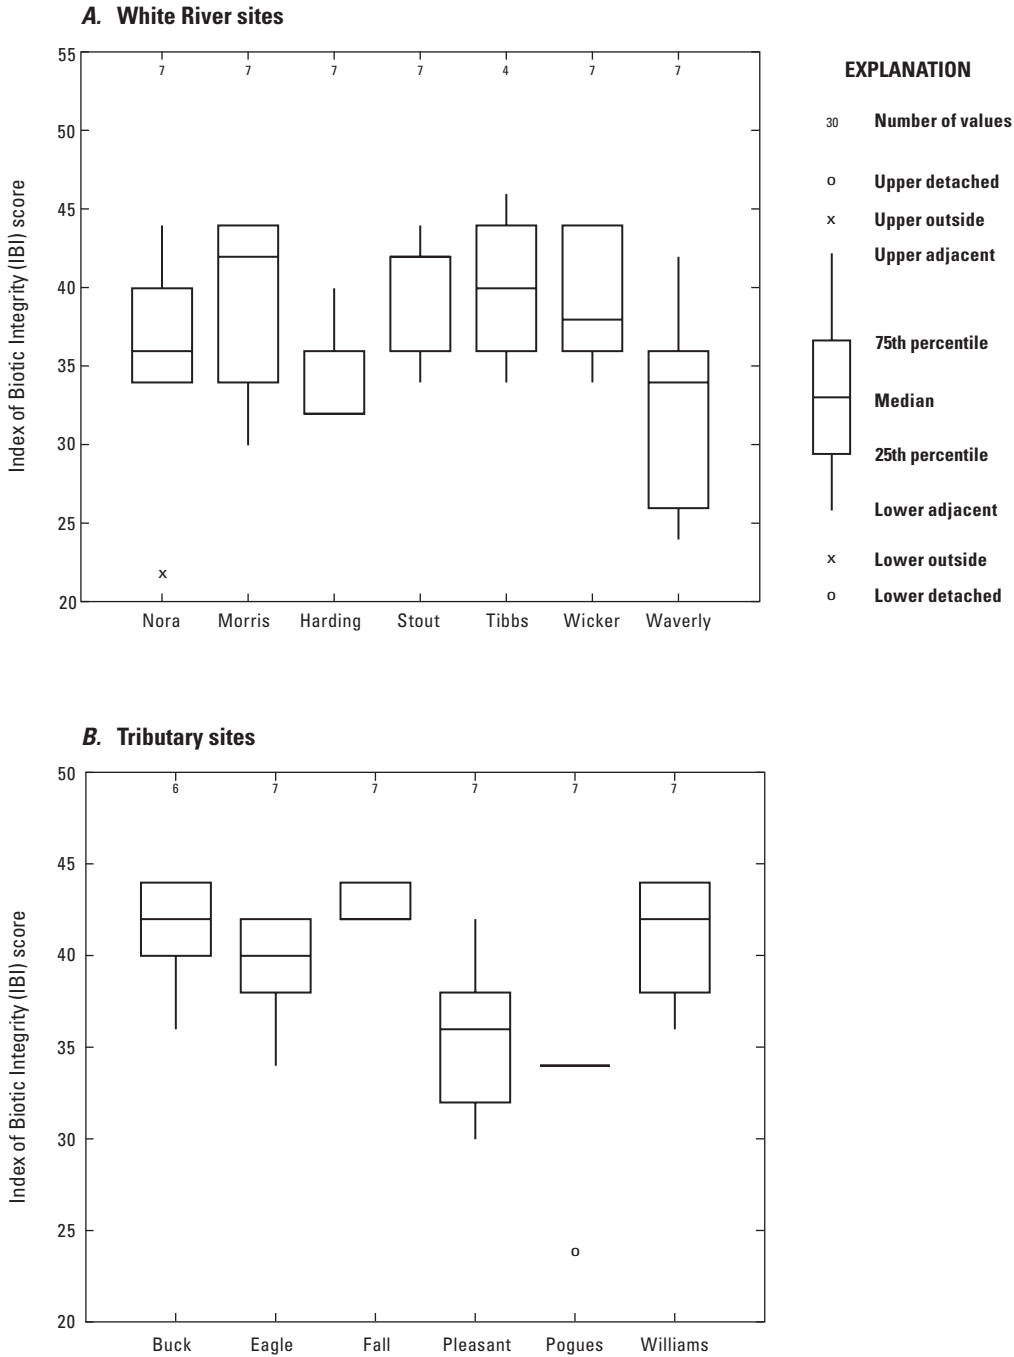 A. White River sites
55
7 7 7 7 4 7 7
50
45
40
35
30
25
20
Index of Biotic Integrity (IBI) score
x
Nora Morris Harding Stout Tibbs Wicker Waverly
EXPLANATION
30 Number of values
o Upper detached
x Upper outside
Upper adjacent
75th percentile
Median
25th percentile
Lower adjacent
x Lower outside
o Lower detached
B. Tributary sites
50
6 7 7 7 7 7
45
40
35
30
25
20
Index of Biotic Integrity (IBI) score
o
Buck Eagle Fall Pleasant Pogues Williams